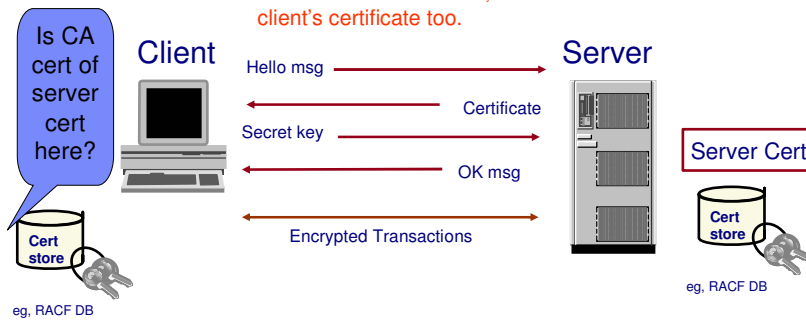 client's certificate too.
Is CA
cert of
server
cert
here?
Client
Server
Hello msg
Certificate
Secret key
OK msg
Encrypted Transactions
Server Cert
Cert
store
eg, RACF DB
Cert
store
eg, RACF DB